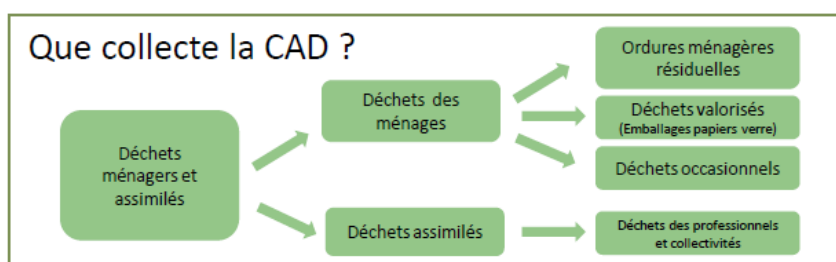 Que collecte la CAD ?
Déchets
ménagers et
assimilés
Déchets des
ménages
Déchets assimilés
Ordures ménagères
résiduelles
Déchets valorisés
(Emballages papiers verre)
Déchets occasionnels
Déchets des professionnels
et collectivités